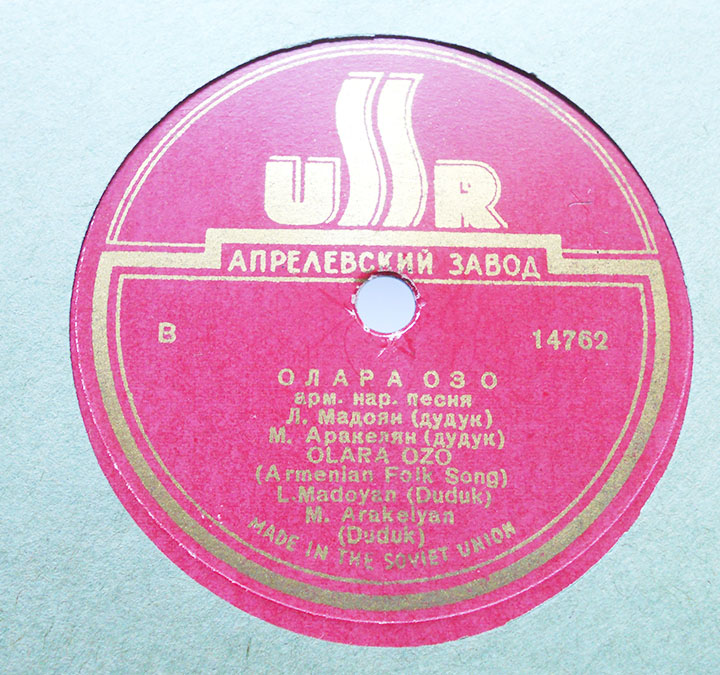 USSR
АПРЕЛЕВСКИЙ ЗАВОД
В 14762
ОЛАРА ОЗО
арм. нар. песня
Л. Мадоян (дудук)
М. Аракелян (дудук)
OLARA OZO
(Armenian Folk Song)
L.Madoyan (Duduk)
M. Arakelyan
(Duduk)
MADE IN THE SOVIET UNION